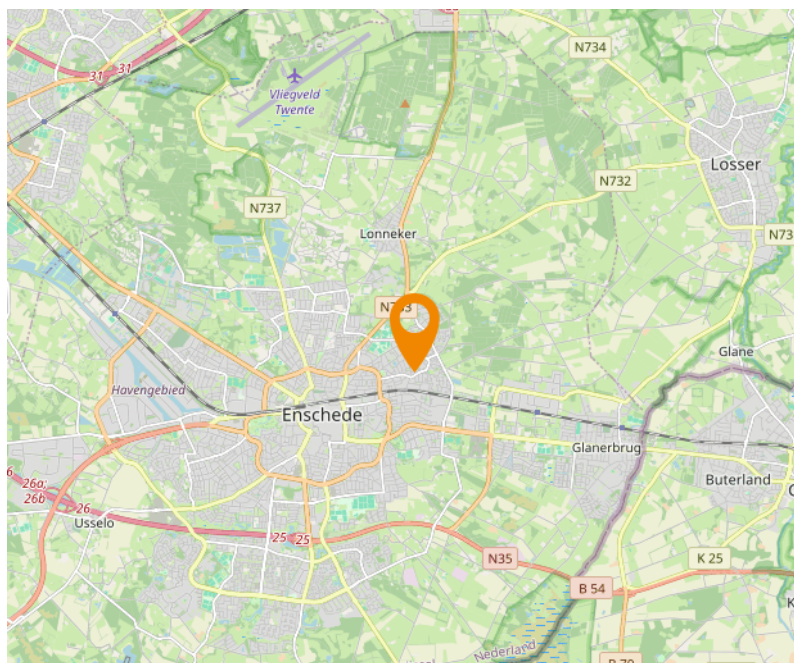 N734
31
31
Vliegveld
Twente
Losser
N732
N737
N73
Lonneker
N733
Glane
Havengebied
Enschede
Glanerbrug
Buterland
26a;
26b
26
Usselo
25
25
N35
K 25
B 54
Nederland